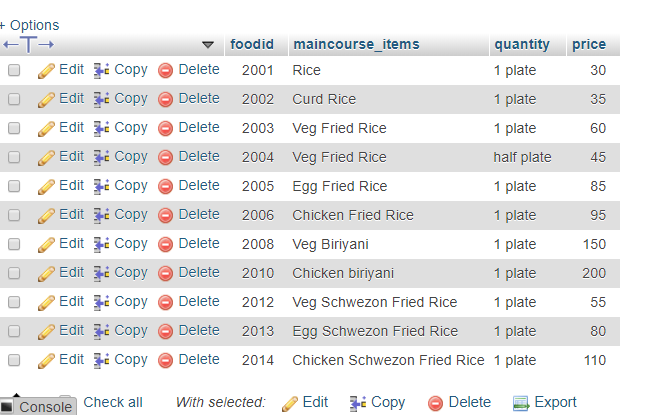 + Options
foodid maincourse_items quantity price
Edit Copy Delete 2001 Rice 1 plate 30
Edit Copy Delete 2002 Curd Rice 1 plate 35
Edit Copy Delete 2003 Veg Fried Rice 1 plate 60
Edit Copy Delete 2004 Veg Fried Rice half plate 45
Edit Copy Delete 2005 Egg Fried Rice 1 plate 85
Edit Copy Delete 2006 Chicken Fried Rice 1 plate 95
Edit Copy Delete 2008 Veg Biriyani 1 plate 150
Edit Copy Delete 2010 Chicken biriyani 1 plate 200
Edit Copy Delete 2012 Veg Schwezon Fried Rice 1 plate 55
Edit Copy Delete 2013 Egg Schwezon Fried Rice 1 plate 80
Edit Copy Delete 2014 Chicken Schwezon Fried Rice 1 plate 110
Check all With selected: Edit Copy Delete Export
Console